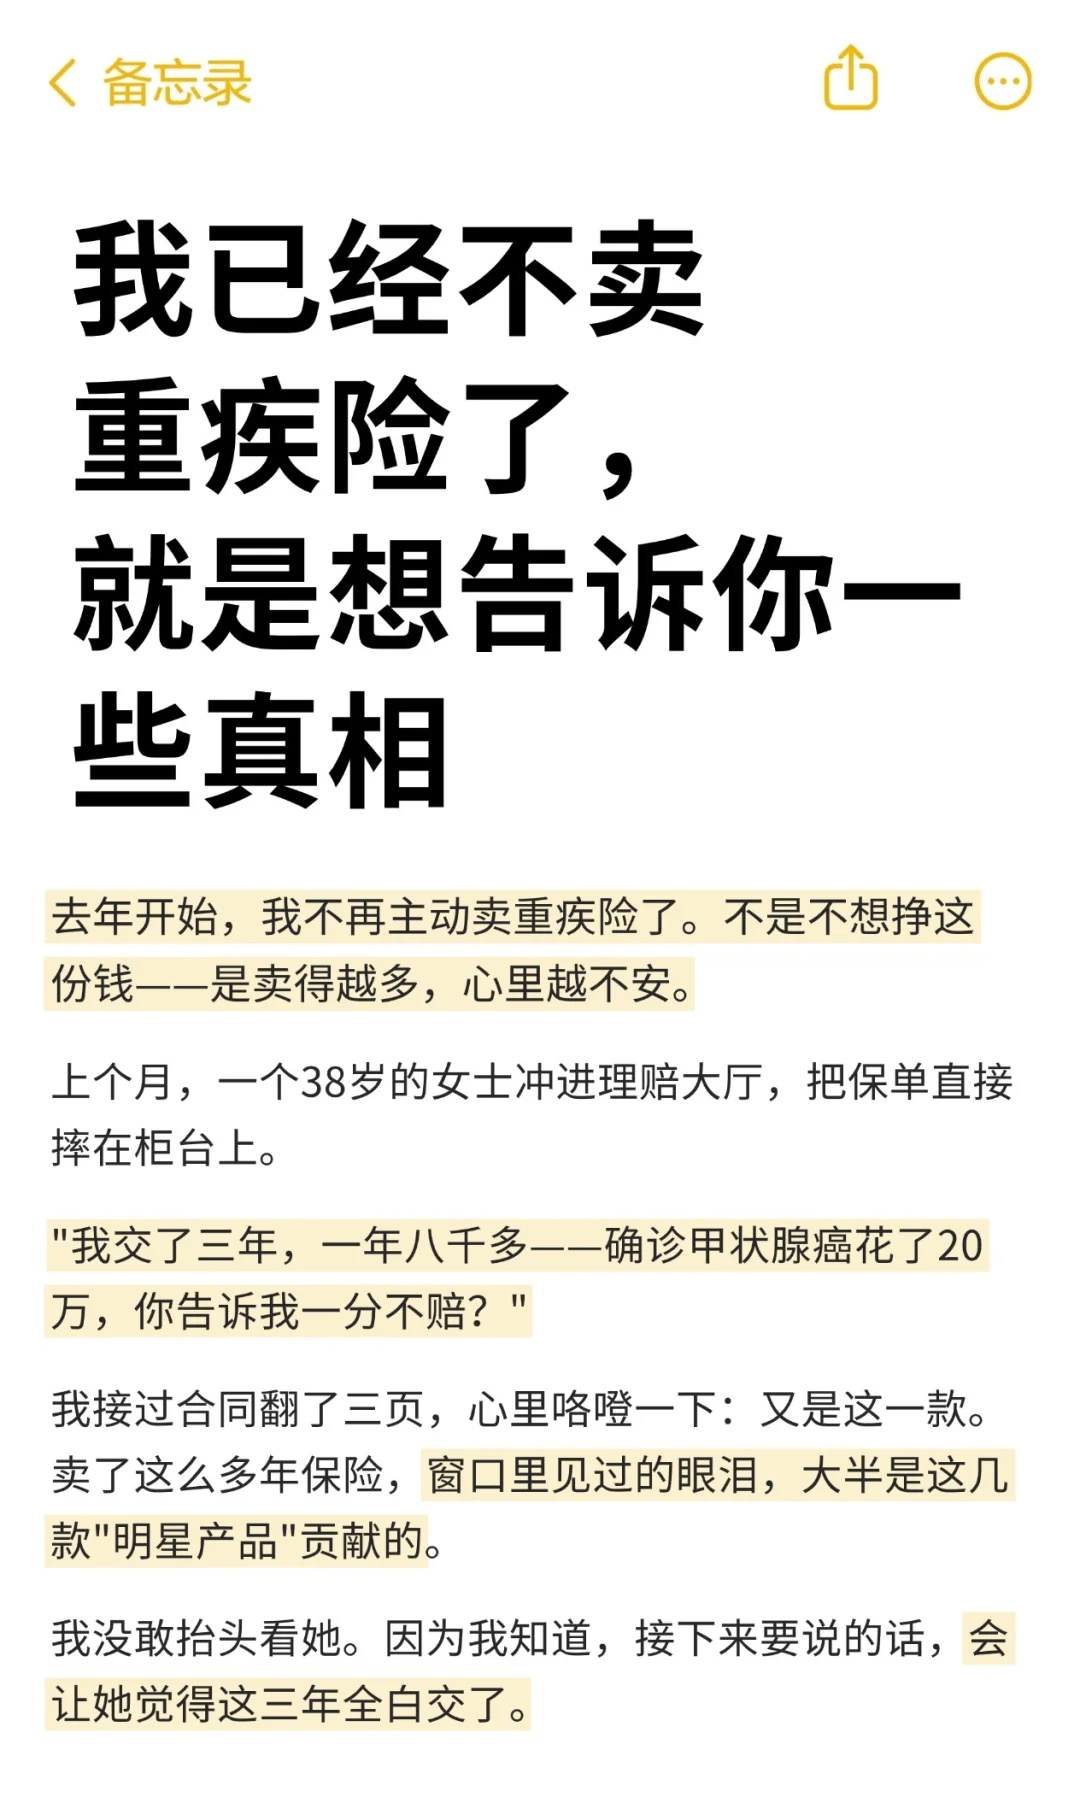 备忘录
我已经不卖
重疾险了，
就是想告诉你一
些真相
去年开始，我不再主动卖重疾险了。不是不想挣这
份钱——是卖得越多，心里越不安。
上个月，一个38岁的女士冲进理赔大厅，把保单直接
摔在柜台上。
"我交了三年，一年八千多——确诊甲状腺癌花了20
万，你告诉我一分不赔？"
我接过合同翻了三页，心里咯噔一下：又是这一款。
卖了这么多年保险，窗口里见过的眼泪，大半是这几
款"明星产品"贡献的。
我没敢抬头看她。因为我知道，接下来要说的话，会
让她觉得这三年全白交了。